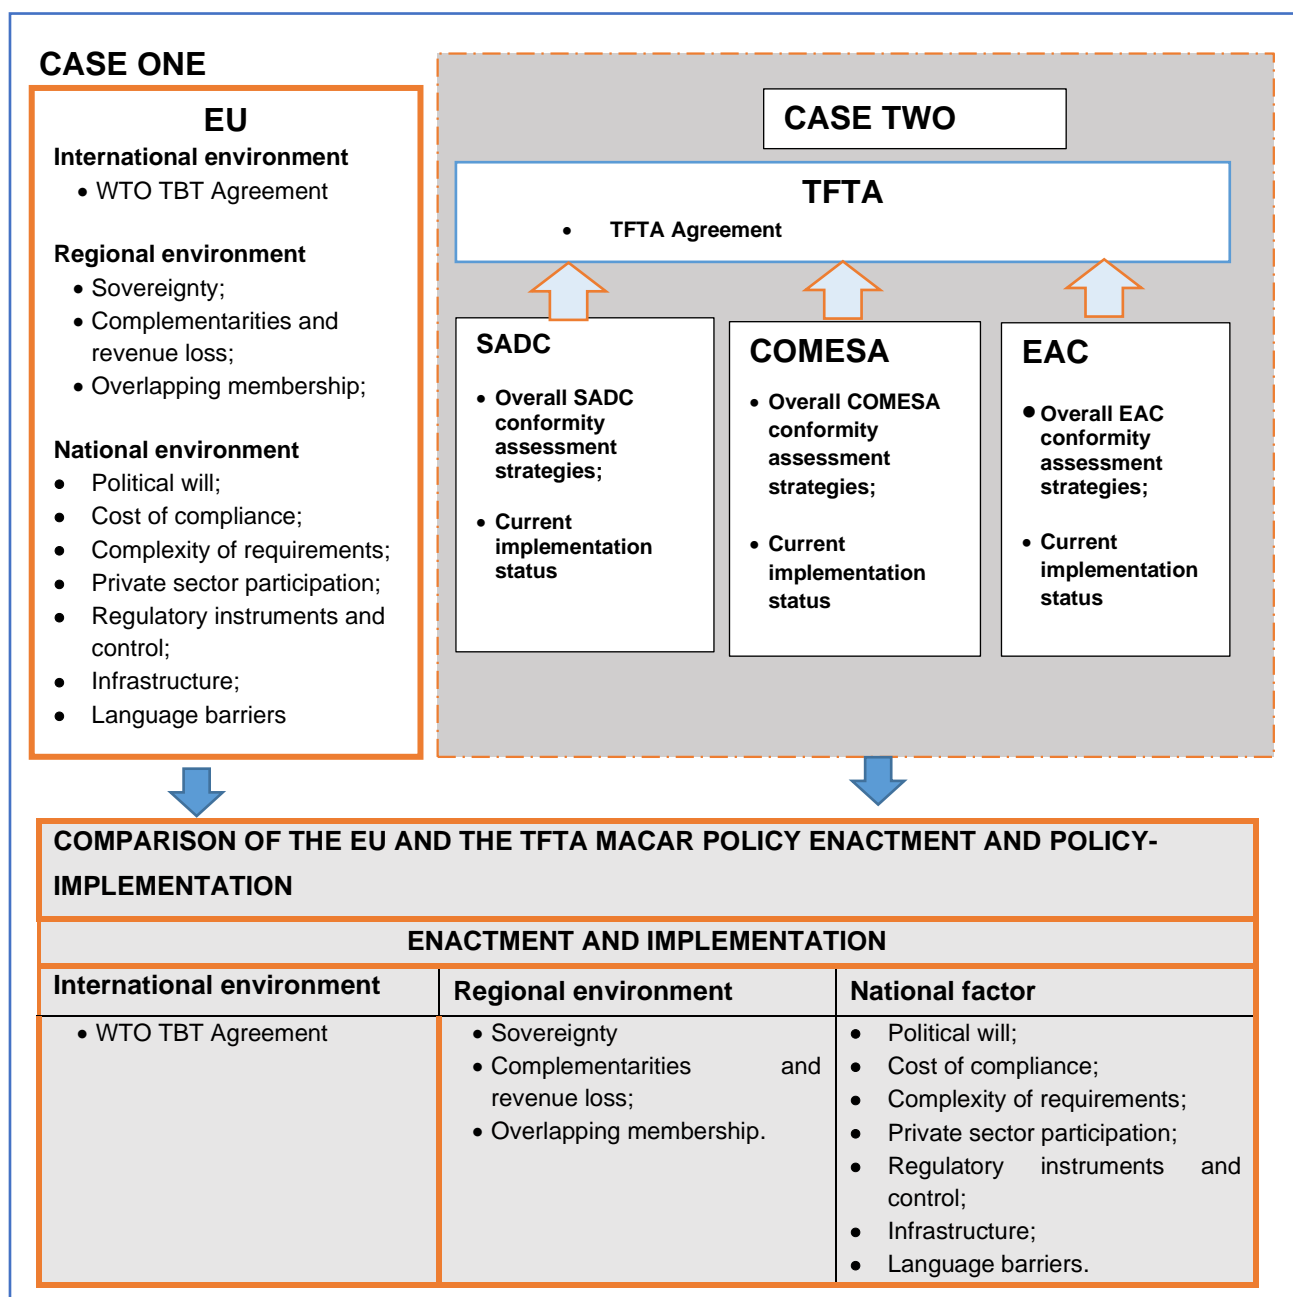 CASE ONE
EU
International environment
• WTO TBT Agreement
Regional environment
• Sovereignty;
• Complementarities and
revenue loss;
• Overlapping membership;
National environment
• Political will;
• Cost of compliance;
• Complexity of requirements;
• Private sector participation;
• Regulatory instruments and
control;
• Infrastructure;
• Language barriers
CASE TWO
TFTA
• TFTA Agreement
SADC
• Overall SADC
conformity
assessment
strategies;
• Current
implementation
status
COMESA
• Overall COMESA
conformity
assessment
strategies;
• Current
implementation
status
EAC
• Overall EAC
conformity
assessment
strategies;
• Current
implementation
status
COMPARISON OF THE EU AND THE TFTA MACAR POLICY ENACTMENT AND POLICY-
IMPLEMENTATION
ENACTMENT AND IMPLEMENTATION
International environment
• WTO TBT Agreement
Regional environment
• Sovereignty
• Complementarities and
revenue loss;
• Overlapping membership.
National factor
• Political will;
• Cost of compliance;
• Complexity of requirements;
• Private sector participation;
• Regulatory instruments and
control;
• Infrastructure;
• Language barriers.